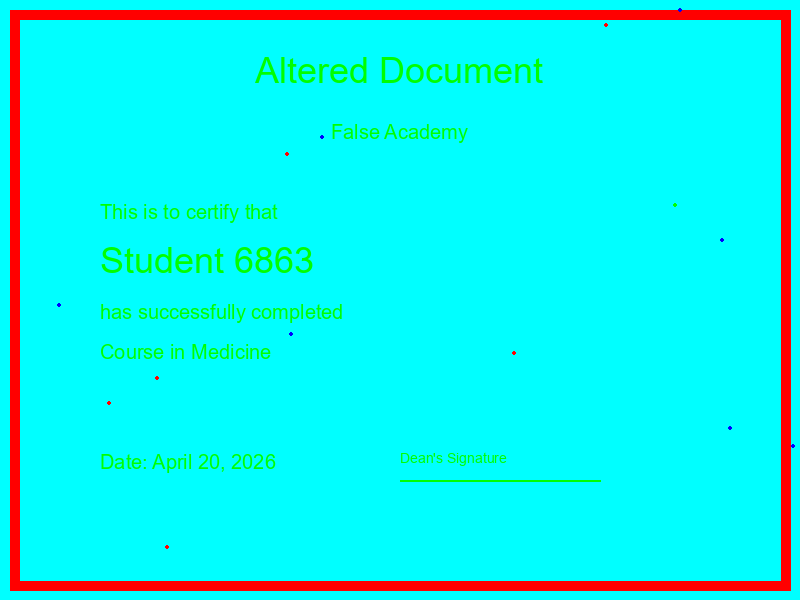 Altered Document
False Academy
This is to certify that
Student 6863
has successfully completed
Course in Medicine
Date: April 20, 2026
Dean's Signature